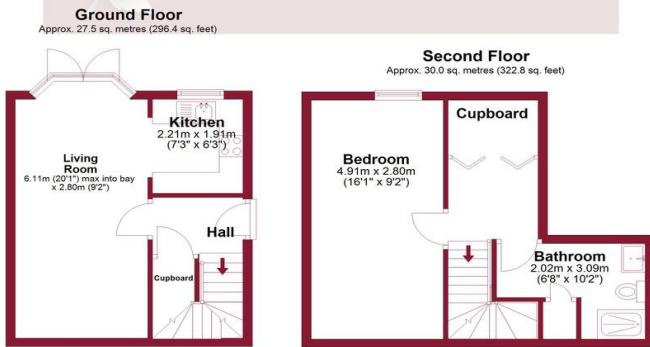 Ground Floor
Approx. 27.5 sq. metres (296.4 sq. feet)
Kitchen
2.21m x 1.91m
(7'3" x 6'3")
Living
Room
6.11m (20'1") max into bay
x 2.80m (9'2")
Hall
Cupboard
Second Floor
Approx. 30.0 sq. metres (322.8 sq. feet)
Cupboard
Bedroom
4.91m x 2.80m
(16'1" x 9'2")
Bathroom
2.02m x 3.09m
(6'8" x 10'2")